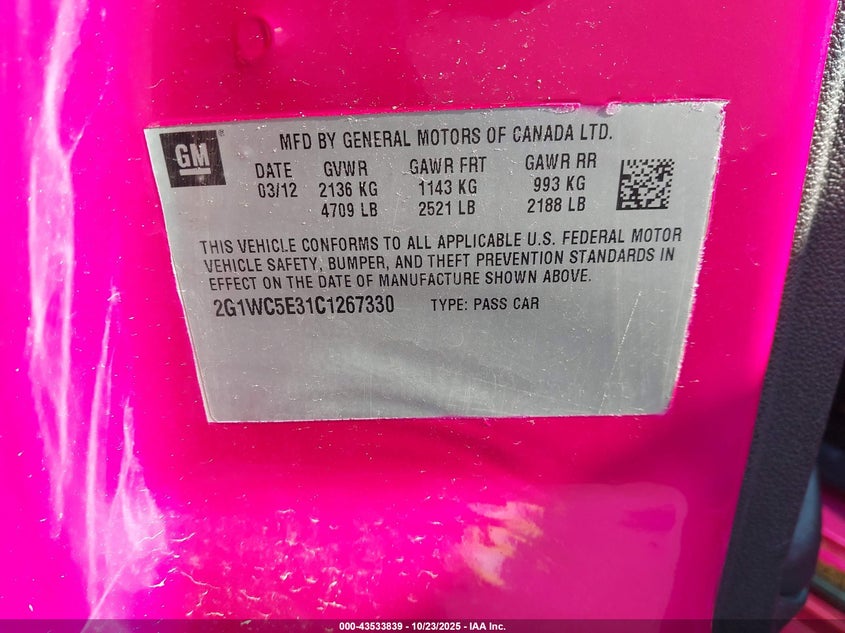 GM ®
MFD BY GENERAL MOTORS OF CANADA LTD.
DATE GVWR GAWR FRT GAWR RR
03/12 2136 KG 1143 KG 993 KG
4709 LB 2521 LB 2188 LB
THIS VEHICLE CONFORMS TO ALL APPLICABLE U.S. FEDERAL MOTOR
VEHICLE SAFETY, BUMPER, AND THEFT PREVENTION STANDARDS IN
EFFECT ON THE DATE OF MANUFACTURE SHOWN ABOVE.
2G1WC5E31C1267330 TYPE: PASS CAR
000-43533839 - 10/23/2025 - IAA Inc.